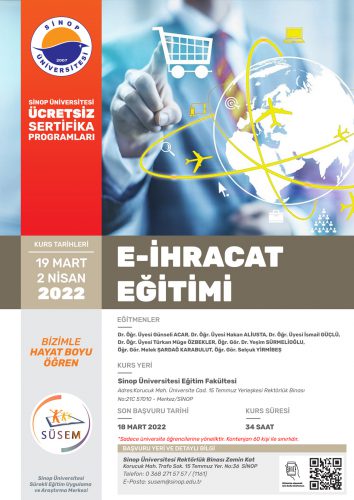 SİNOP
ÜNİVERSİTESİ
2007
SİNOP ÜNİVERSİTESİ
ÜCRETSİZ
SERTİFİKA
PROGRAMLARI
KURS TARİHLERİ
19 MART
2 NİSAN
2022
E-İHRACAT
EĞİTİMİ
BİZİMLE
HAYAT BOYU
ÖĞREN
SÜSEM
Sinop Üniversitesi
Sürekli Eğitim Uygulama
ve Araştırma Merkezi
EĞİTMENLER
Dr. Öğr. Üyesi Günseli ACAR, Dr. Öğr. Üyesi Hakan ALİUSTA, Dr. Öğr. Üyesi İsmail GÜÇLÜ,
Dr. Öğr. Üyesi Türkan Müge ÖZBEKLER, Öğr. Gör. Dr. Yeşim SÜRMELİOĞLU,
Öğr. Gör. Melek ŞARDAĞ KARABULUT, Öğr. Gör. Selçuk YİRMİBEŞ
KURS YERİ
Sinop Üniversitesi Eğitim Fakültesi
Adres:Korucuk Mah. Üniversite Cad. 15 Temmuz Yerleşkesi Rektörlük Binası
No:21C 57010 - Merkez/SİNOP
SON BAŞVURU TARİHİ
18 MART 2022
KURS SÜRESİ
34 SAAT
*Sadece üniversite öğrencilerine yöneliktir. Kontenjan 60 kişi ile sınırlıdır.
BAŞVURU YERİ VE DETAYLI BİLGİ
Sinop Üniversitesi Rektörlük Binası Zemin Kat
Korucuk Mah. Trafo Sok. 15 Temmuz Yer. No:36 SİNOP
Telefon: 0 368 271 57 57 / (1161)
E-Posta: susem@sinop.edu.tr